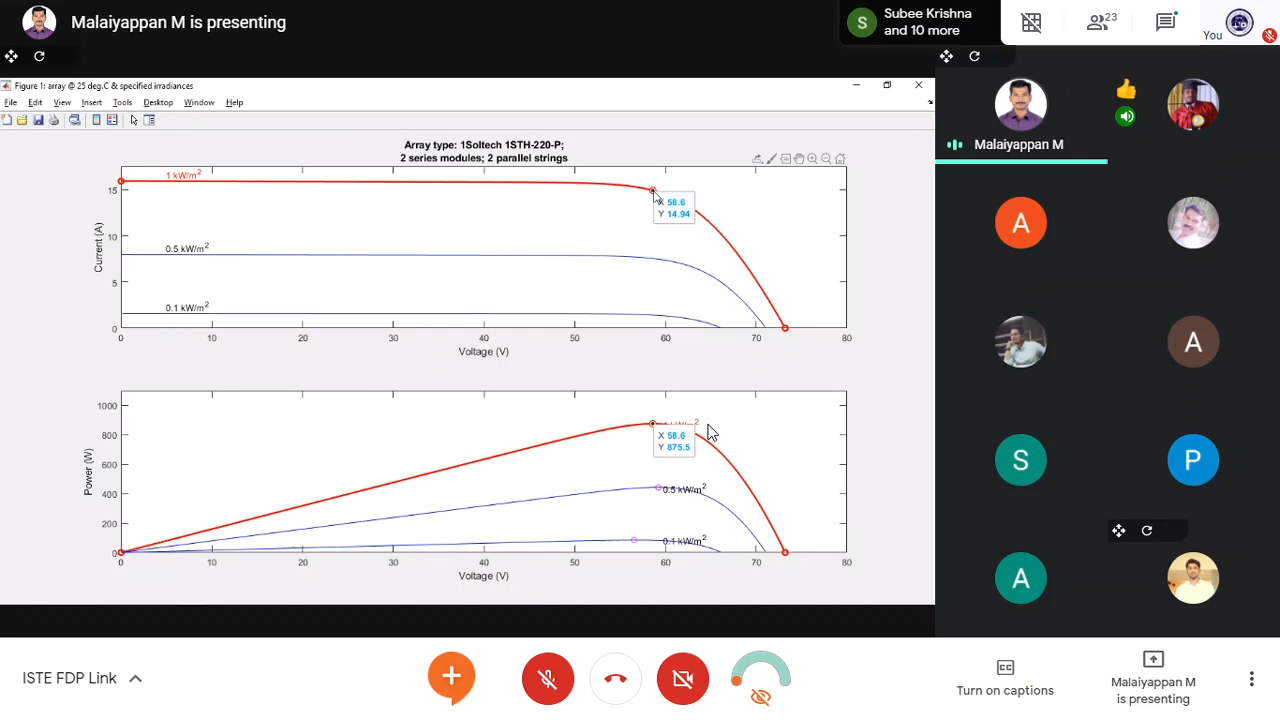 Malaiyappan M is presenting
S
Subee Krishna
and 10 more
23
You
Figure 1: array @ 25 deg.C & specified irradiances
File Edit View Insert Tools Desktop Window Help
Array type: 1Soltech 1STH-220-P;
2 series modules; 2 parallel strings
1 kW/m2
X 58.6
Y 14.94
0.5 kW/m2
0.1 kW/m2
Current (A)
15
10
5
0
0 10 20 30 40 50 60 70 80
Voltage (V)
X 58.6
Y 875.5
0.5 kW/m2
0.1 kW/m2
Power (W)
1000
800
600
400
200
0
0 10 20 30 40 50 60 70 80
Voltage (V)
Malaiyappan M
A
A
S
P
A
ISTE FDP Link
Turn on captions
Malaiyappan M
is presenting